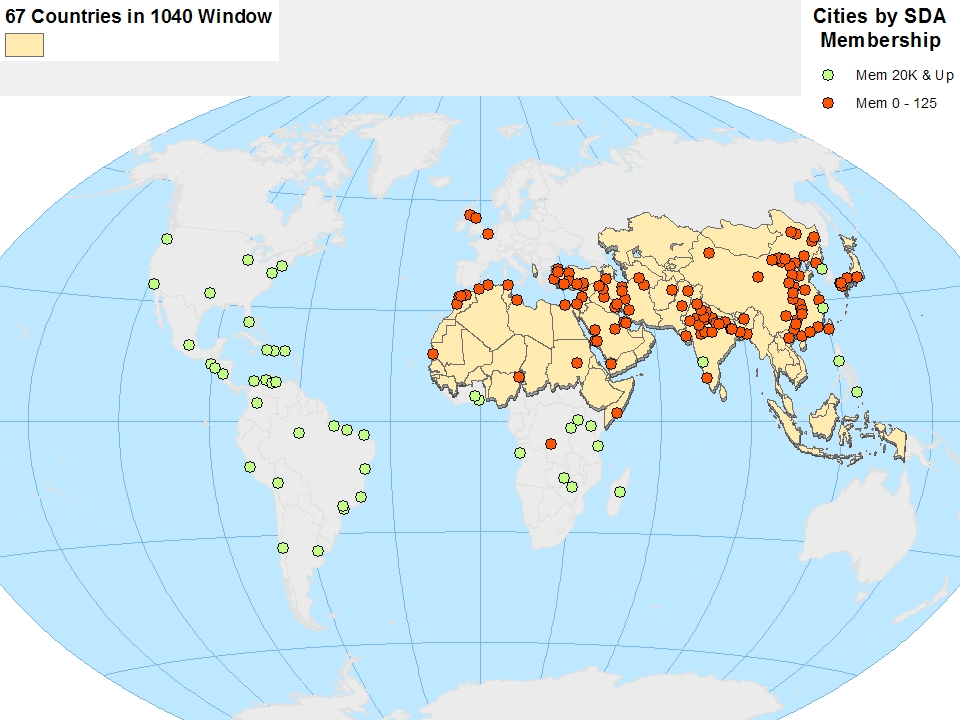 67 Countries in 1040 Window
Cities by SDA
Membership
Mem 20K & Up
Mem 0 - 125